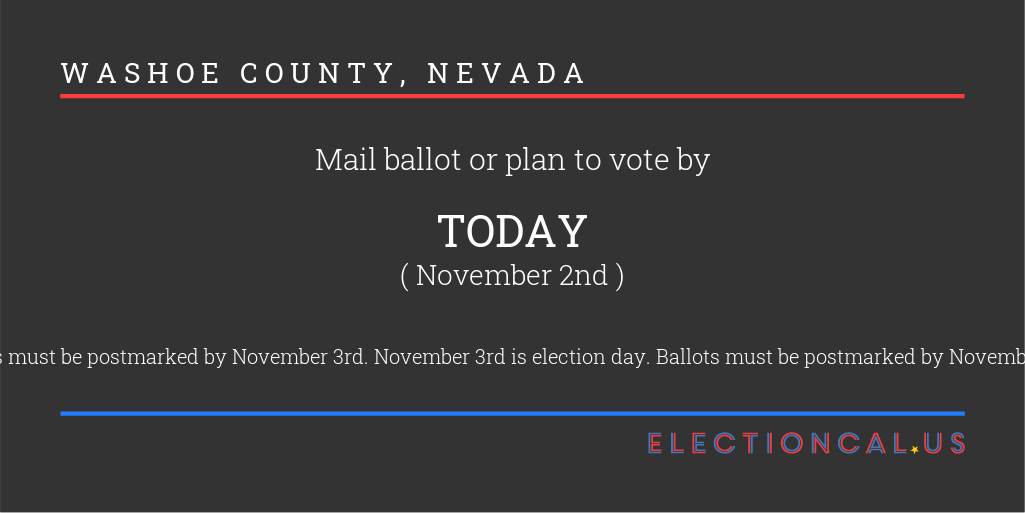 WASHOE COUNTY, NEVADA
Mail ballot or plan to vote by
TODAY
( November 2nd )
must be postmarked by November 3rd. November 3rd is election day. Ballots must be postmarked by
ELECTIONCAL.US